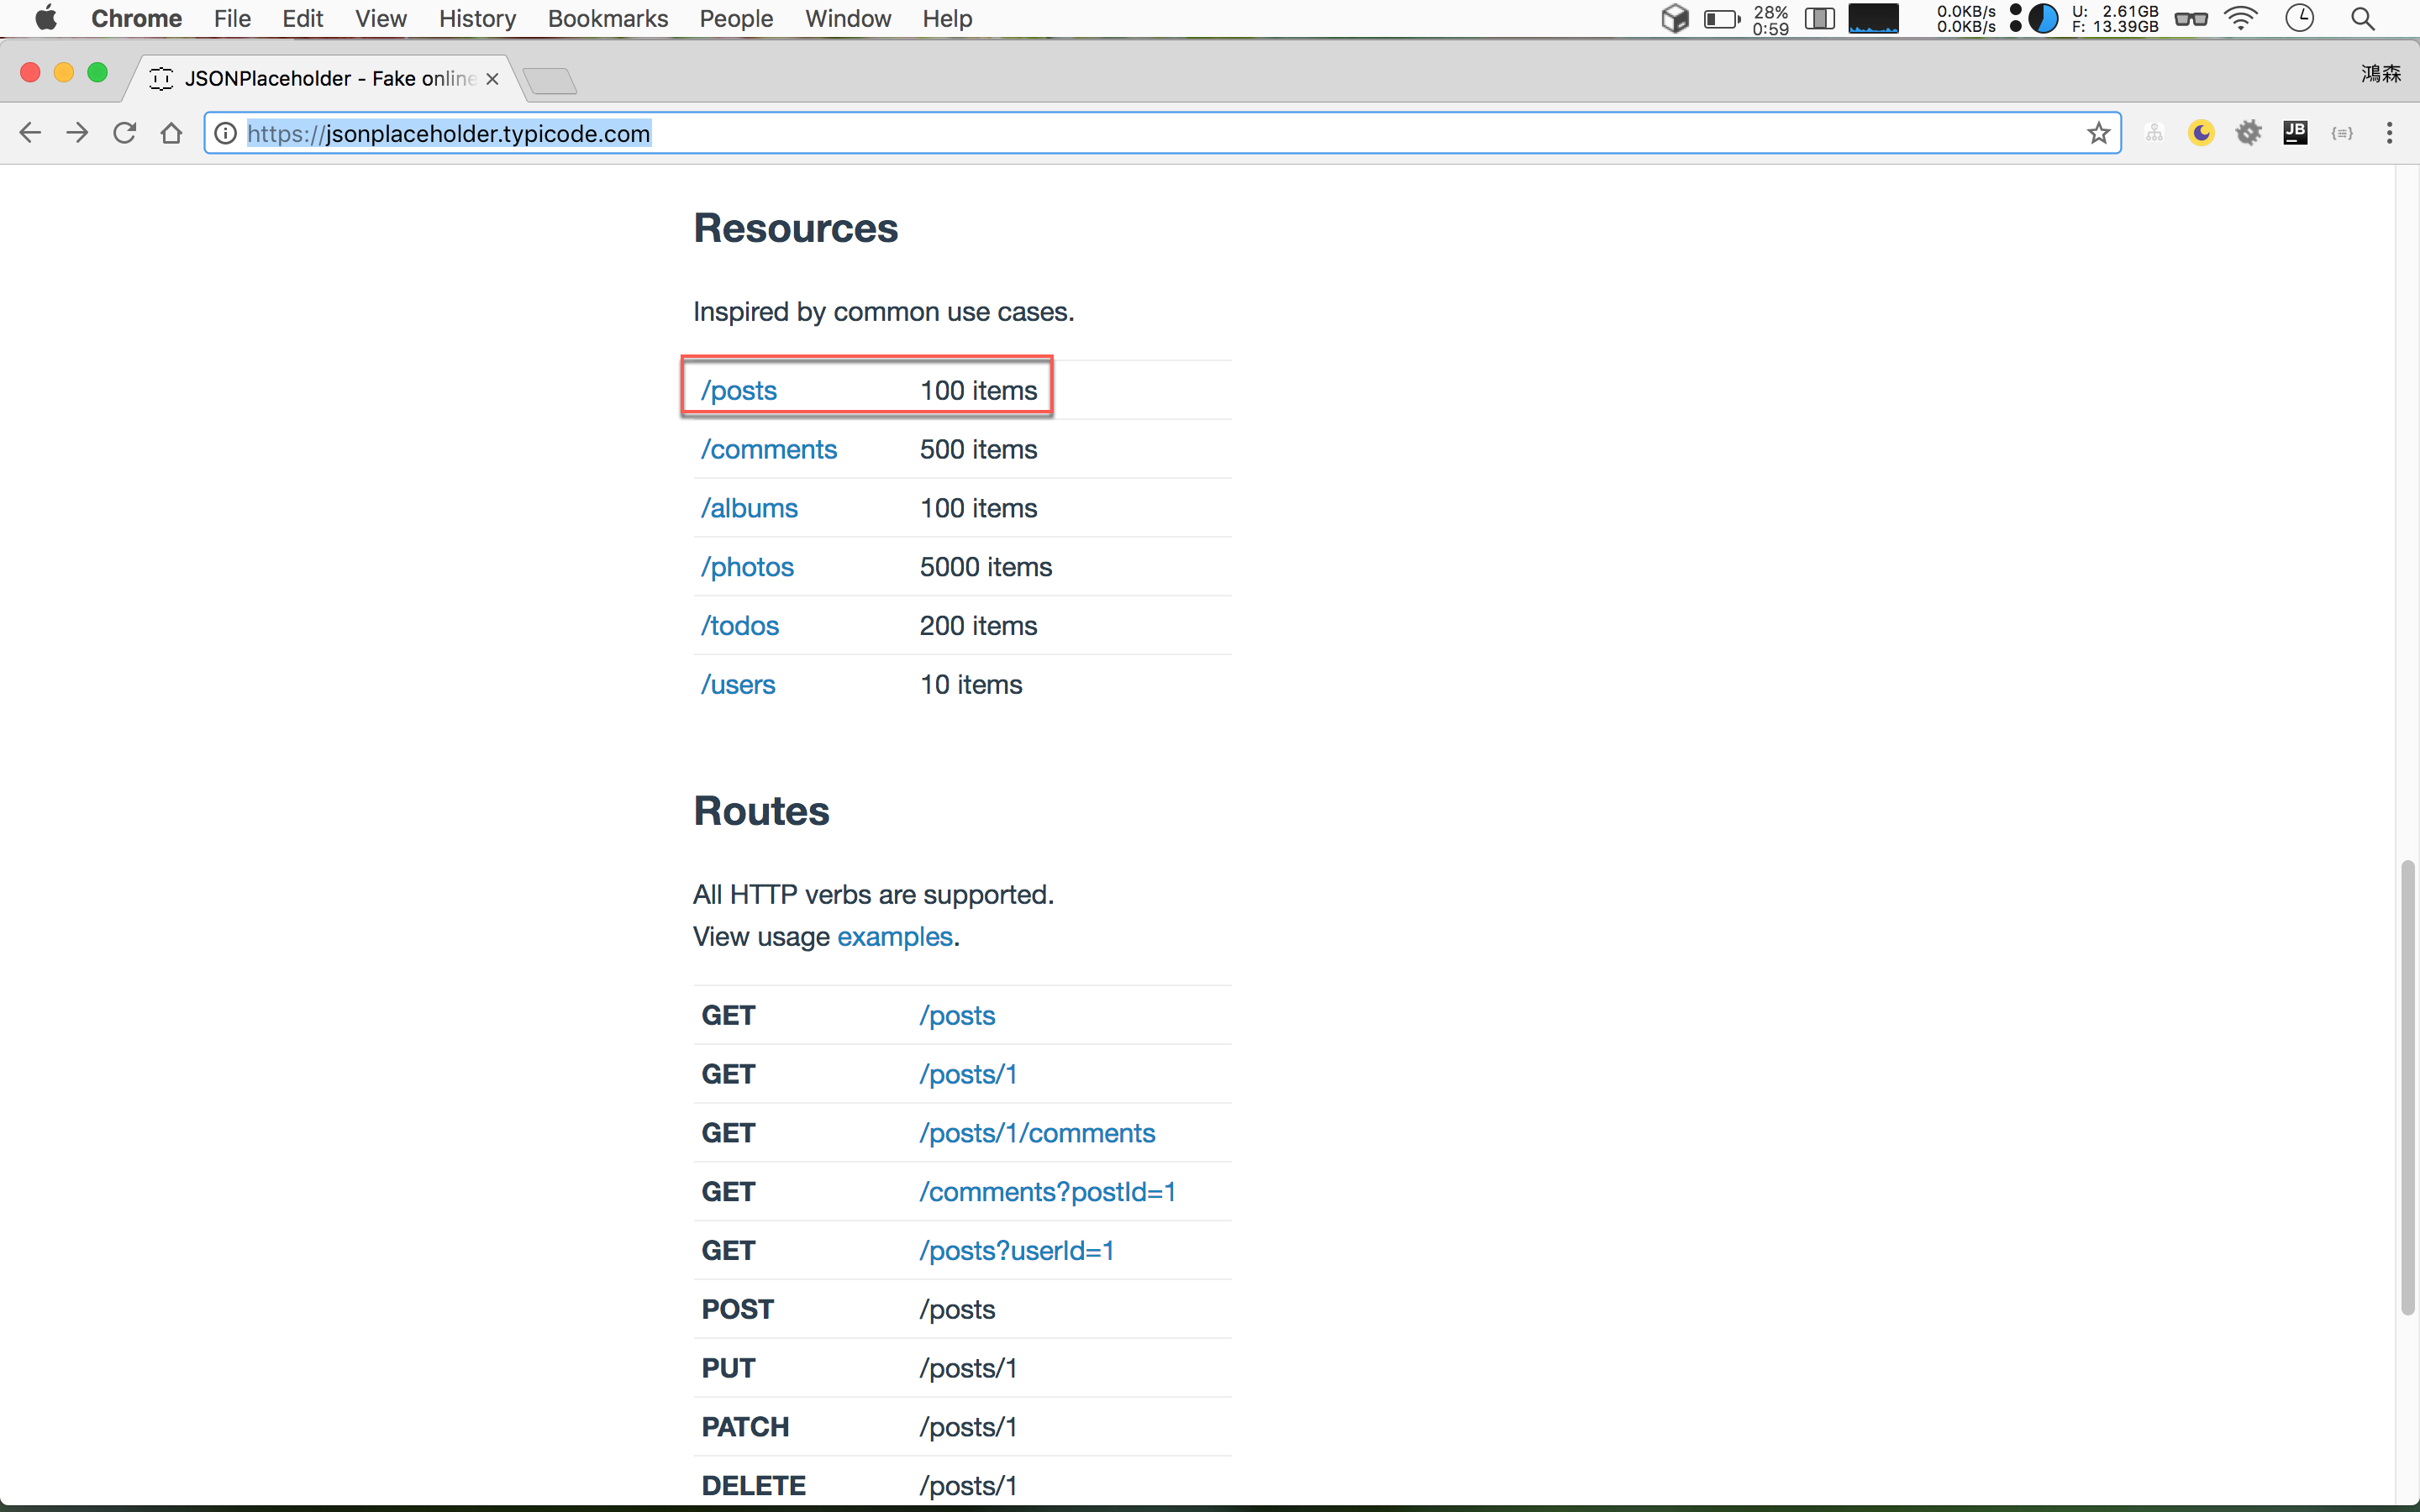 Chrome File Edit View History Bookmarks People Window Help
28% 0.0KB/s U: 2.61GB
0:59 0.0KB/s F: 13.39GB
JSONPlaceholder - Fake online
鴻森
https://jsonplaceholder.typicode.com
JB
{≡}
Resources
Inspired by common use cases.
/posts 100 items
/comments 500 items
/albums 100 items
/photos 5000 items
/todos 200 items
/users 10 items
Routes
All HTTP verbs are supported.
View usage examples.
GET /posts
GET /posts/1
GET /posts/1/comments
GET /comments?postId=1
GET /posts?userId=1
POST /posts
PUT /posts/1
PATCH /posts/1
DELETE /posts/1